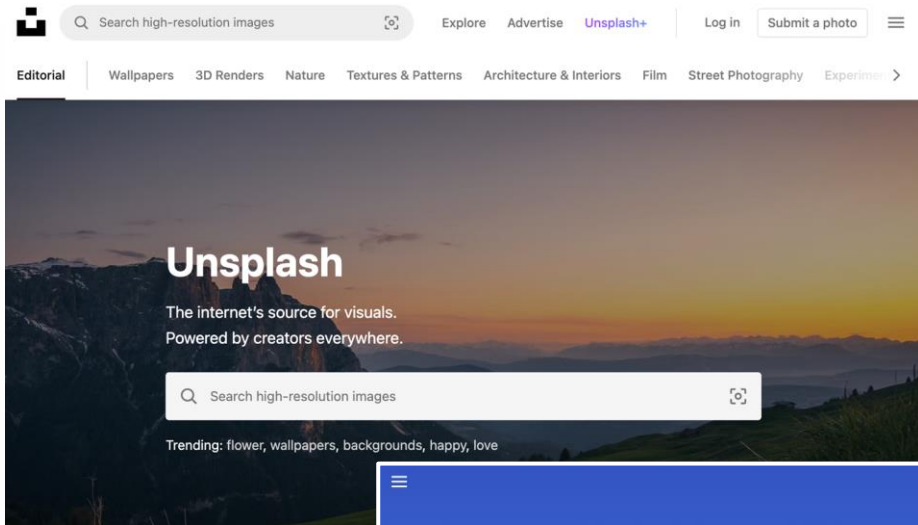 Search high-resolution images Explore Advertise Unsplash+ Log in Submit a photo
Editorial Wallpapers 3D Renders Nature Textures & Patterns Architecture & Interiors Film Street Photography
Unsplash
The internet's source for visuals.
Powered by creators everywhere.
Search high-resolution images
Trending: flower, wallpapers, backgrounds, happy, love